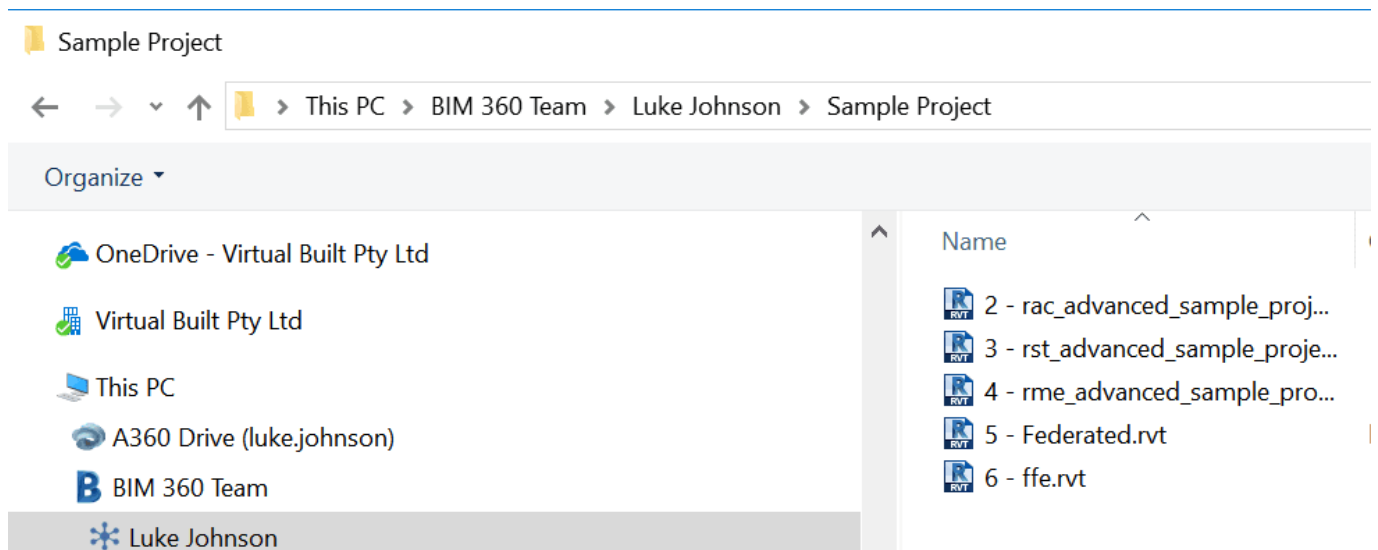 Sample Project
This PC > BIM 360 Team > Luke Johnson > Sample Project
Organize
OneDrive - Virtual Built Pty Ltd
Virtual Built Pty Ltd
This PC
A360 Drive (luke.johnson)
BIM 360 Team
Luke Johnson
Name
2 - rac_advanced_sample_proj...
3 - rst_advanced_sample_proje...
4 - rme_advanced_sample_pro...
5 - Federated.rvt
6 - ffe.rvt